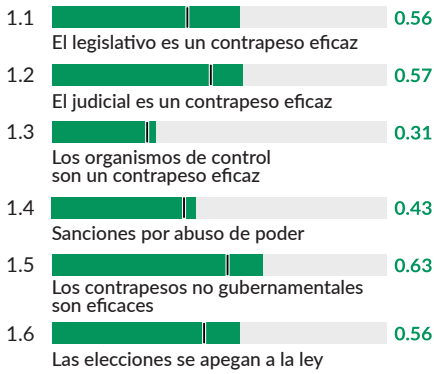 1.1 0.56
El legislativo es un contrapeso eficaz
1.2 0.57
El judicial es un contrapeso eficaz
1.3 0.31
Los organismos de control
son un contrapeso eficaz
1.4 0.43
Sanciones por abuso de poder
1.5 0.63
Los contrapesos no gubernamentales
son eficaces
1.6 0.56
Las elecciones se apegan a la ley